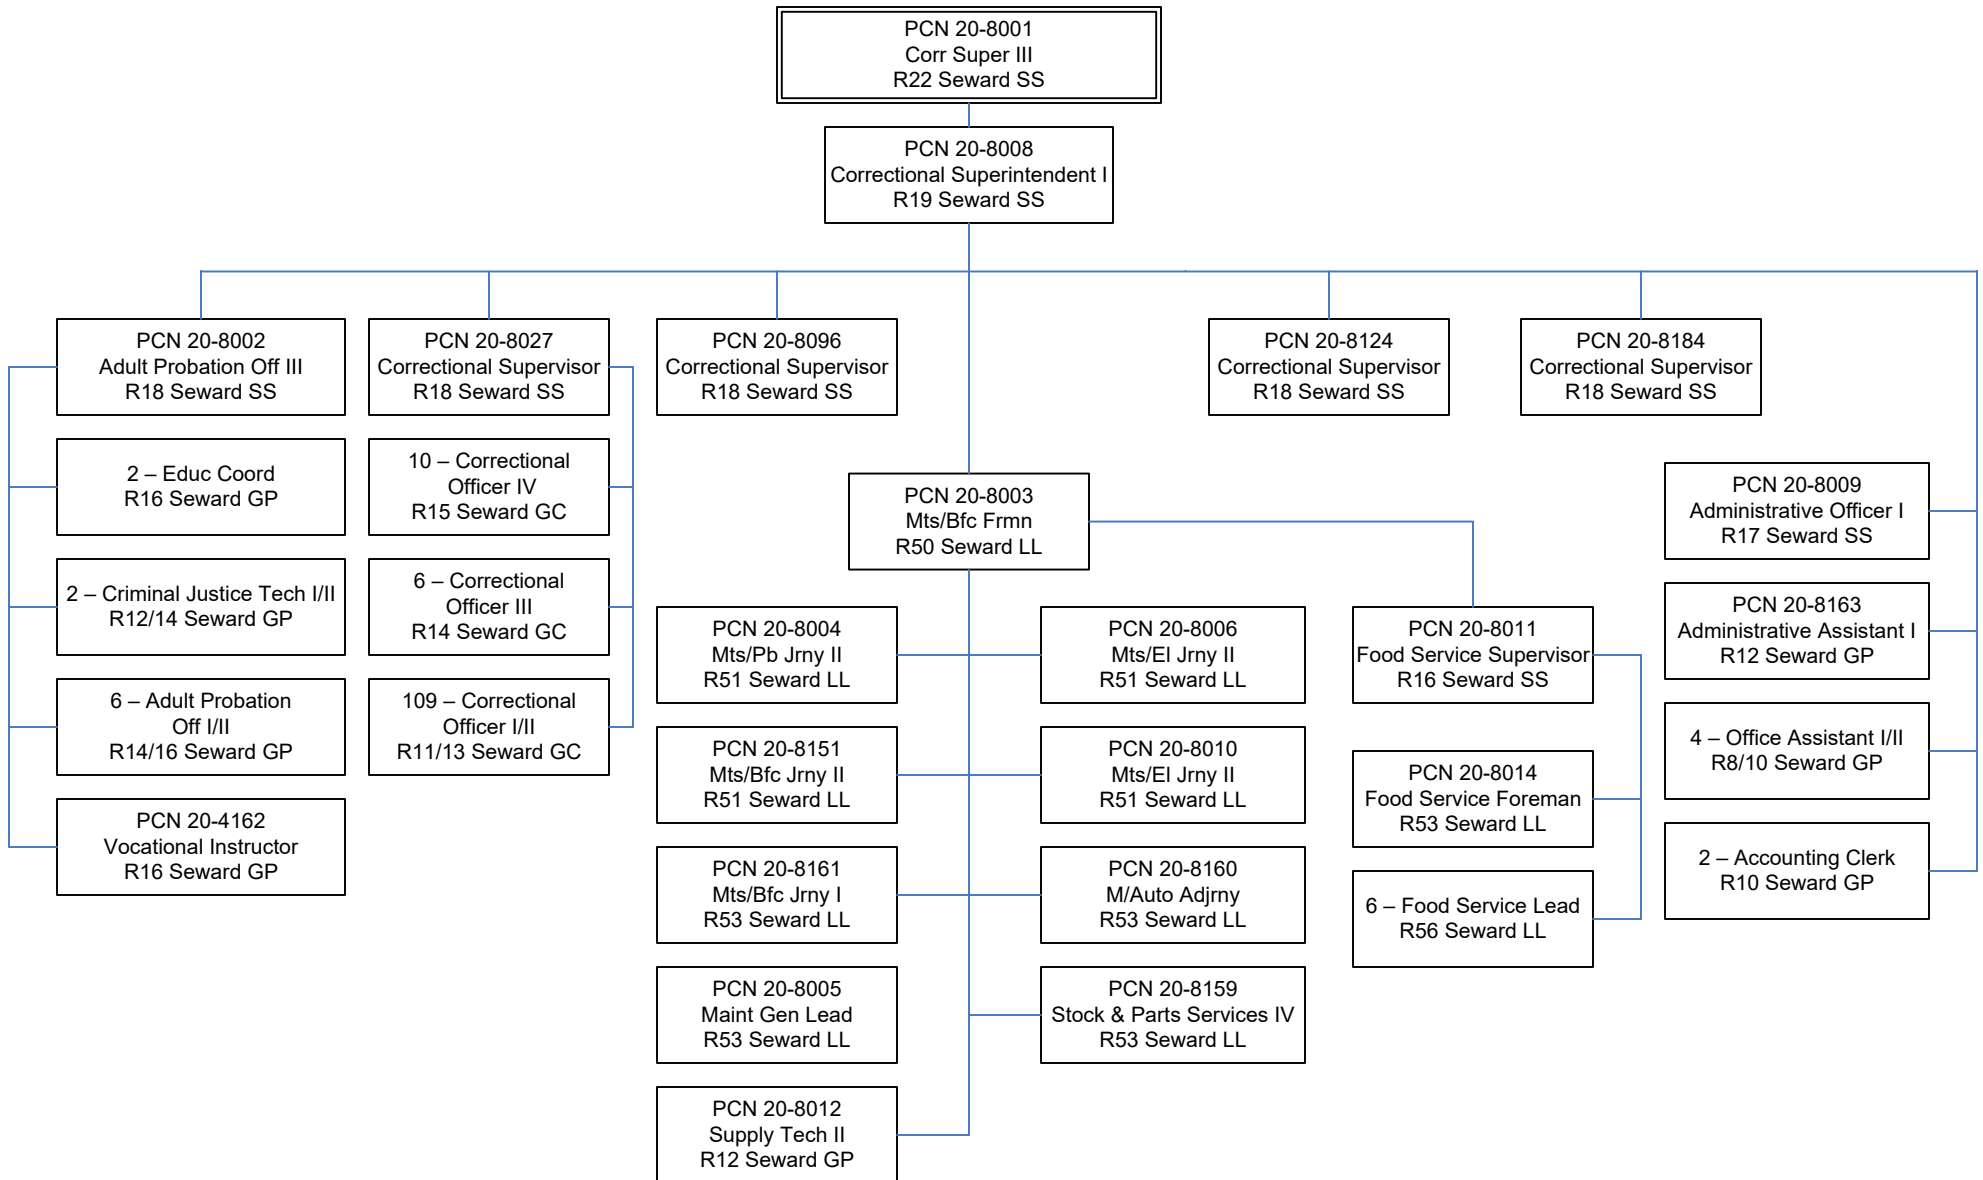 PCN 20-8001
Corr Super III
R22 Seward SS
PCN 20-8008
Correctional Superintendent I
R19 Seward SS
PCN 20-8002
Adult Probation Off III
R18 Seward SS
2 – Educ Coord
R16 Seward GP
2 – Criminal Justice Tech I/II
R12/14 Seward GP
6 – Adult Probation
Off I/II
R14/16 Seward GP
PCN 20-4162
Vocational Instructor
R16 Seward GP
PCN 20-8027
Correctional Supervisor
R18 Seward SS
10 – Correctional
Officer IV
R15 Seward GC
6 – Correctional
Officer III
R14 Seward GC
109 – Correctional
Officer I/II
R11/13 Seward GC
PCN 20-8096
Correctional Supervisor
R18 Seward SS
PCN 20-8124
Correctional Supervisor
R18 Seward SS
PCN 20-8184
Correctional Supervisor
R18 Seward SS
PCN 20-8003
Mts/Bfc Frmn
R50 Seward LL
PCN 20-8004
Mts/Pb Jrny II
R51 Seward LL
PCN 20-8151
Mts/Bfc Jrny II
R51 Seward LL
PCN 20-8161
Mts/Bfc Jrny I
R53 Seward LL
PCN 20-8005
Maint Gen Lead
R53 Seward LL
PCN 20-8012
Supply Tech II
R12 Seward GP
PCN 20-8006
Mts/El Jrny II
R51 Seward LL
PCN 20-8010
Mts/El Jrny II
R51 Seward LL
PCN 20-8160
M/Auto Adjrny
R53 Seward LL
PCN 20-8159
Stock & Parts Services IV
R53 Seward LL
PCN 20-8011
Food Service Supervisor
R16 Seward SS
PCN 20-8014
Food Service Foreman
R53 Seward LL
6 – Food Service Lead
R56 Seward LL
PCN 20-8009
Administrative Officer I
R17 Seward SS
PCN 20-8163
Administrative Assistant I
R12 Seward GP
4 – Office Assistant I/II
R8/10 Seward GP
2 – Accounting Clerk
R10 Seward GP